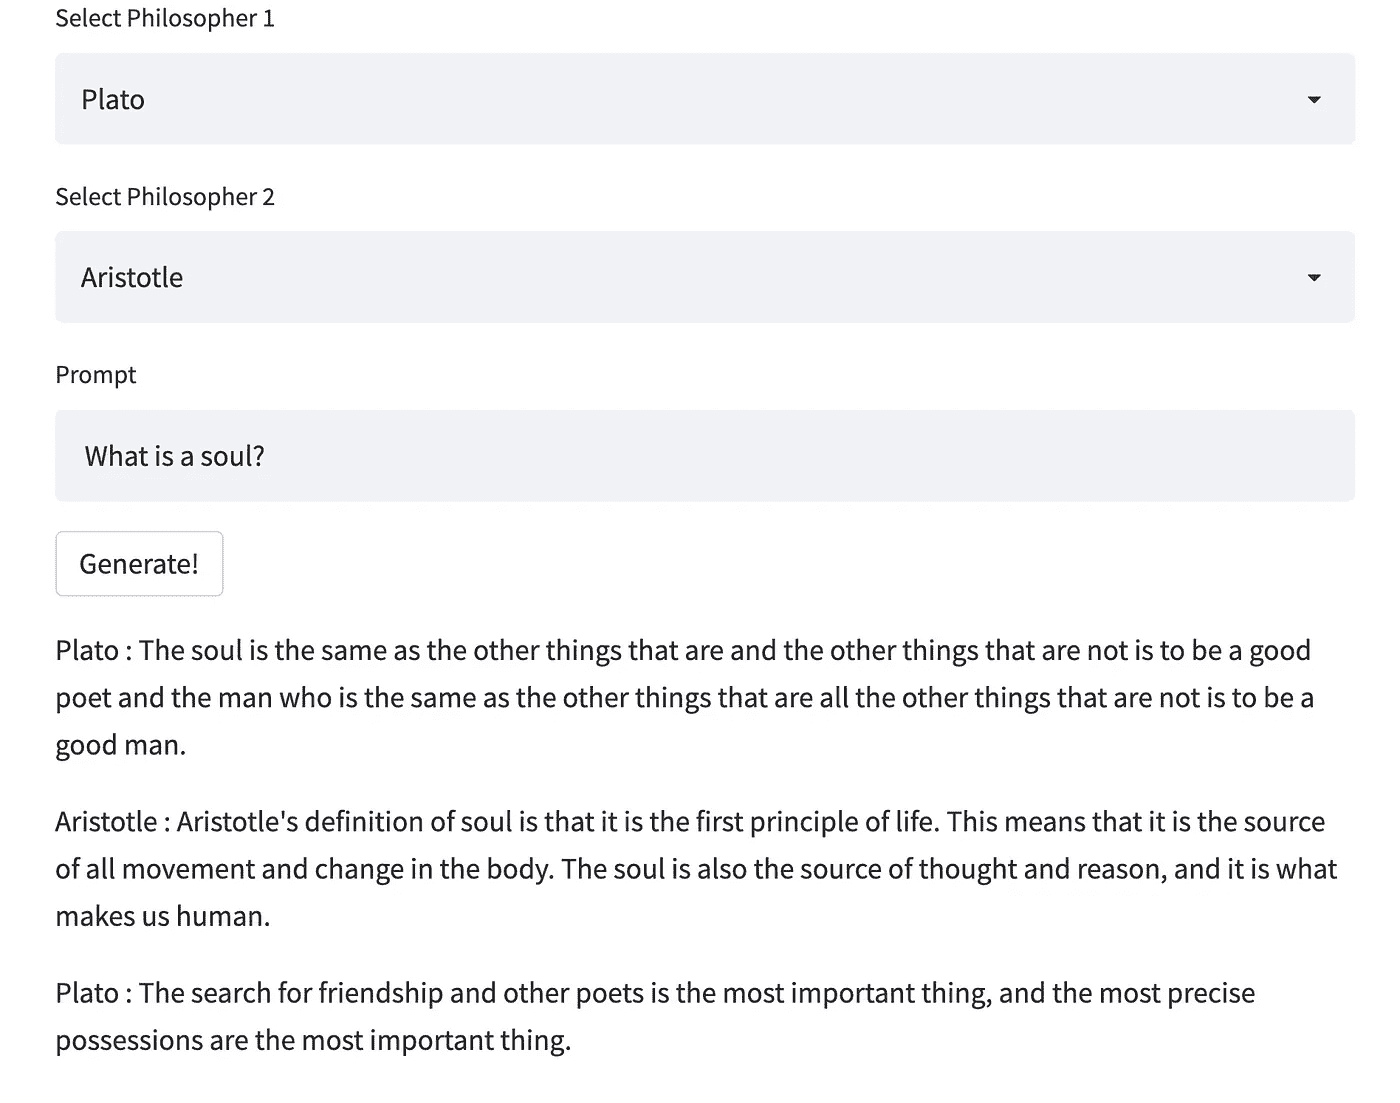 Select Philosopher 1
Plato
Select Philosopher 2
Aristotle
Prompt
What is a soul?
Generate!
Plato : The soul is the same as the other things that are and the other things that are not is to be a good
poet and the man who is the same as the other things that are all the other things that are not is to be a
good man.
Aristotle : Aristotle's definition of soul is that it is the first principle of life. This means that it is the source
of all movement and change in the body. The soul is also the source of thought and reason, and it is what
makes us human.
Plato : The search for friendship and other poets is the most important thing, and the most precise
possessions are the most important thing.